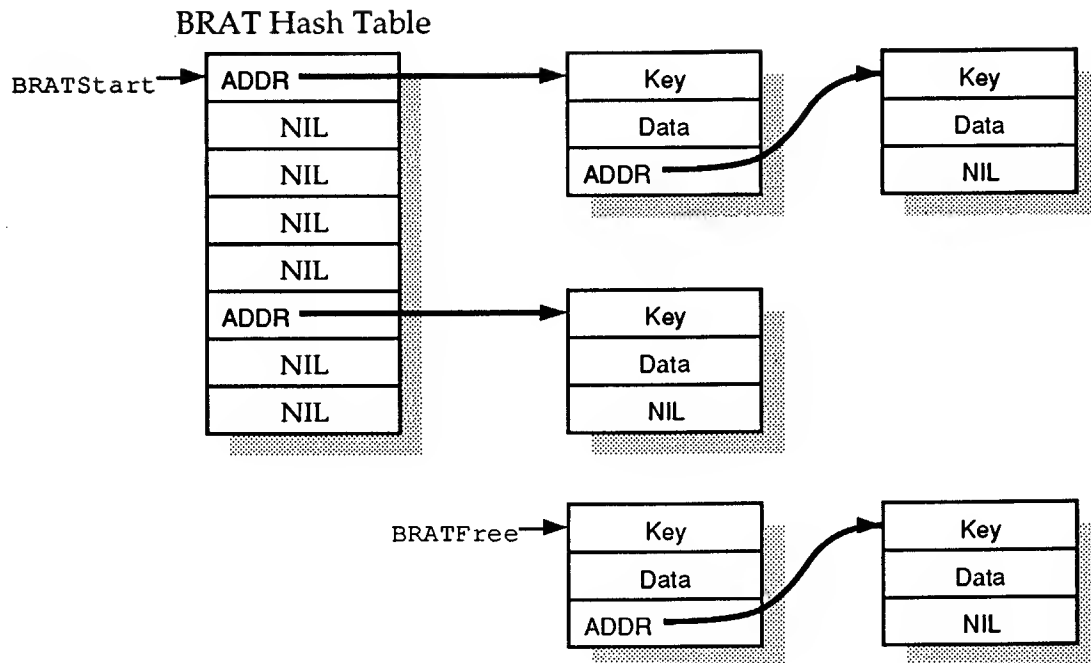 BRAT Hash Table
BRATStart
ADDR
NIL
NIL
NIL
NIL
ADDR
NIL
NIL
Key
Data
ADDR
Key
Data
NIL
Key
Data
NIL
BRATFree
Key
Data
ADDR
Key
Data
NIL